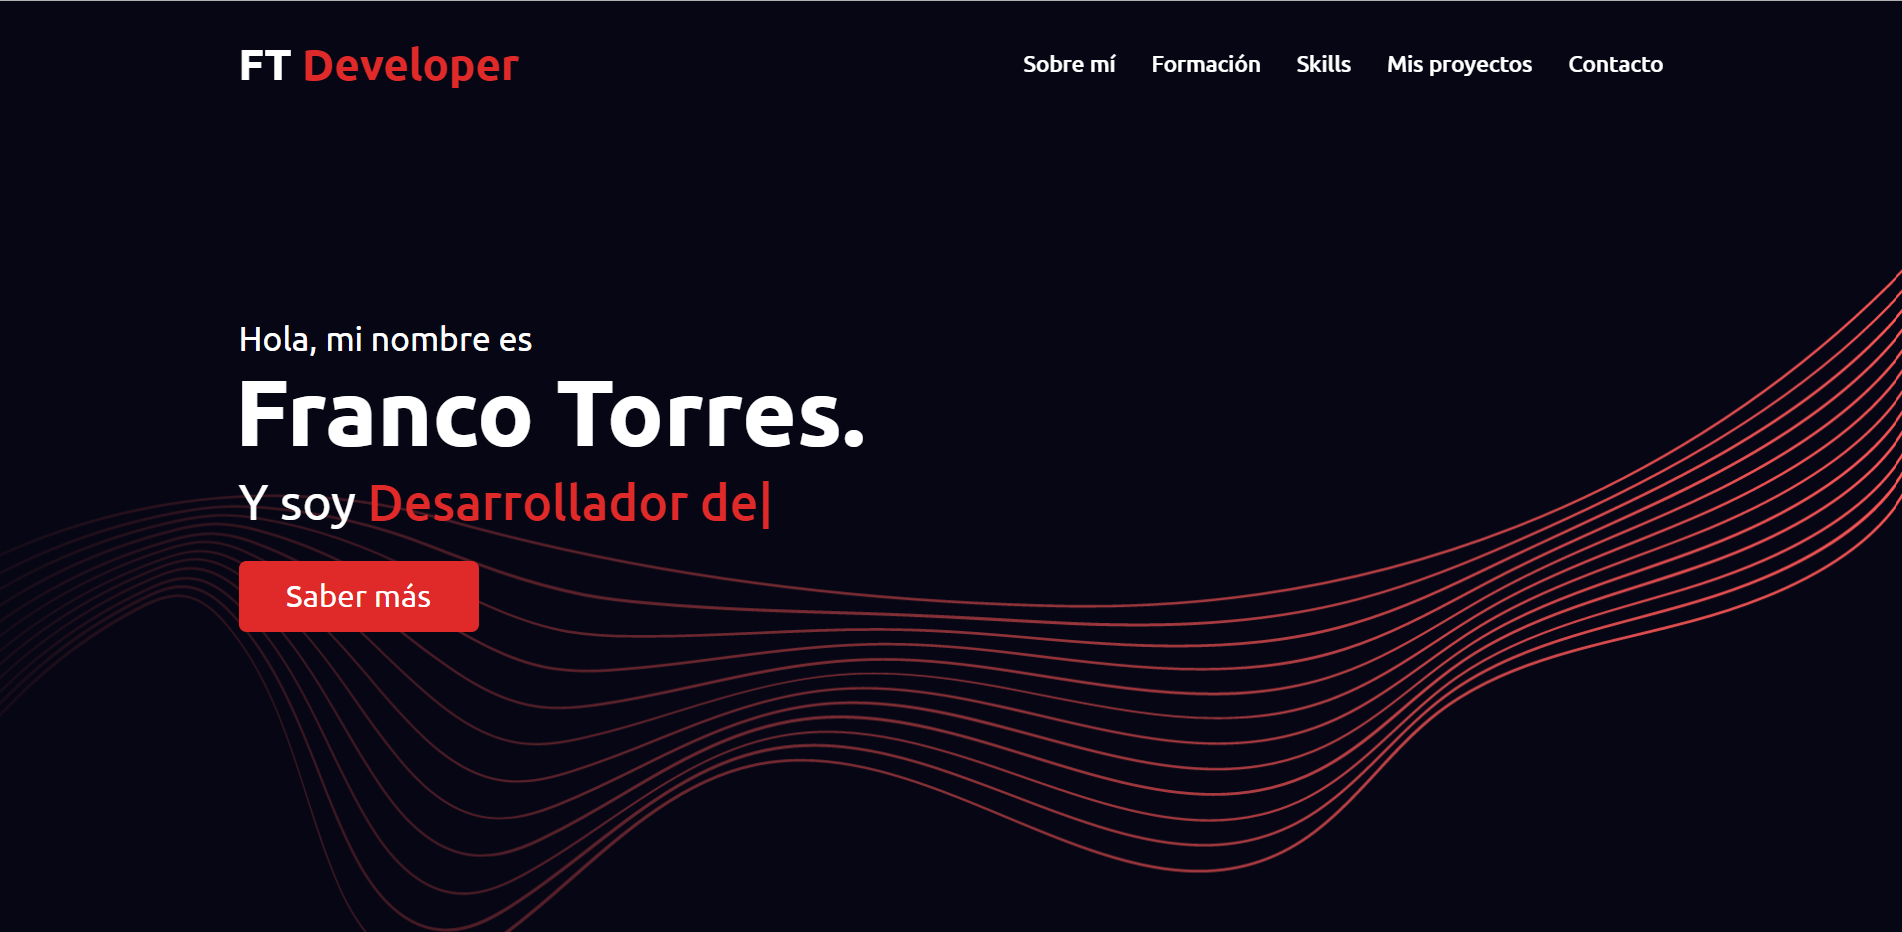 FT Developer
Sobre mí Formación Skills Mis proyectos Contacto
Hola, mi nombre es
Franco Torres.
Y soy Desarrollador de|
Saber más